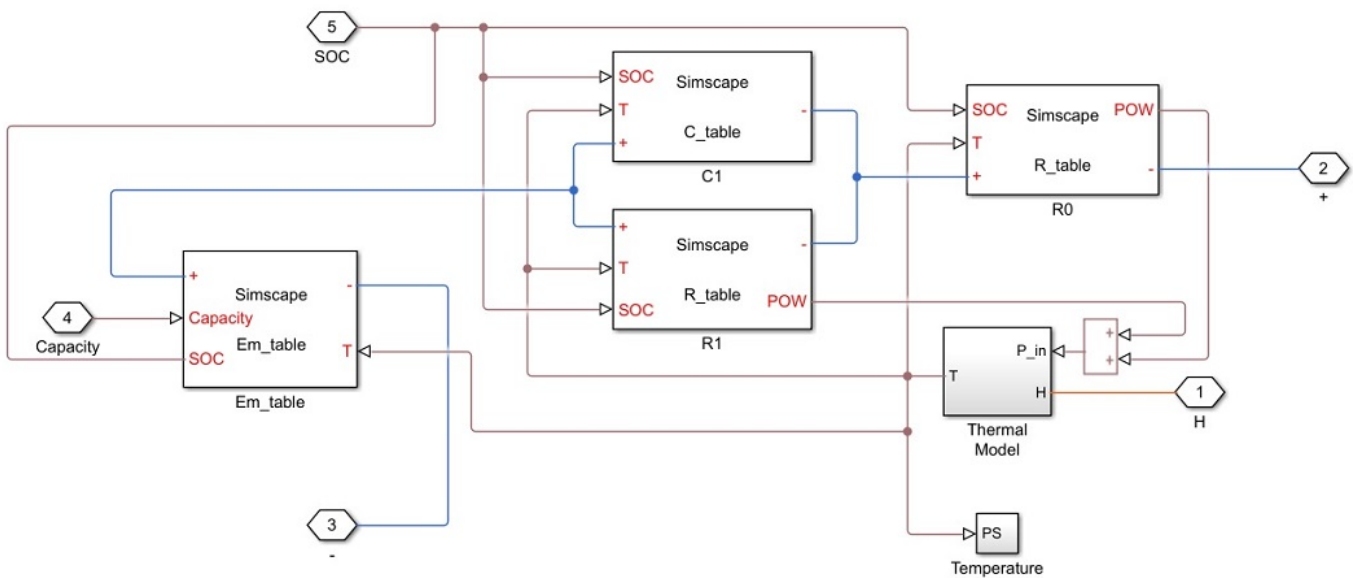 5
SOC
SOC
Simscape
T
C_table
-
+
C1
SOC
Simscape
POW
T
R_table
+
-
R0
2
+
+
Simscape
-
T
R_table
POW
SOC
R1
+
Simscape
-
4
Capacity
Capacity
Em_table
T
SOC
Em_table
P_in
T
H
Thermal
Model
+
+
1
H
3
-
PS
Temperature